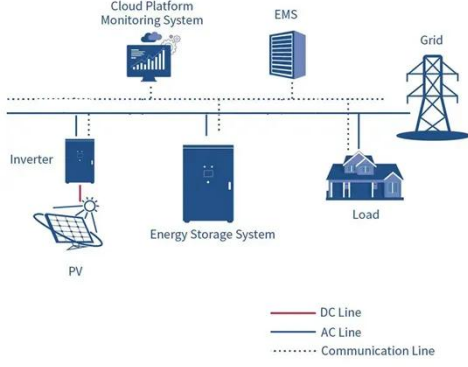 Cloud Platform
Monitoring System
EMS
Grid
Inverter
Energy Storage System
Load
PV
DC Line
AC Line
Communication Line